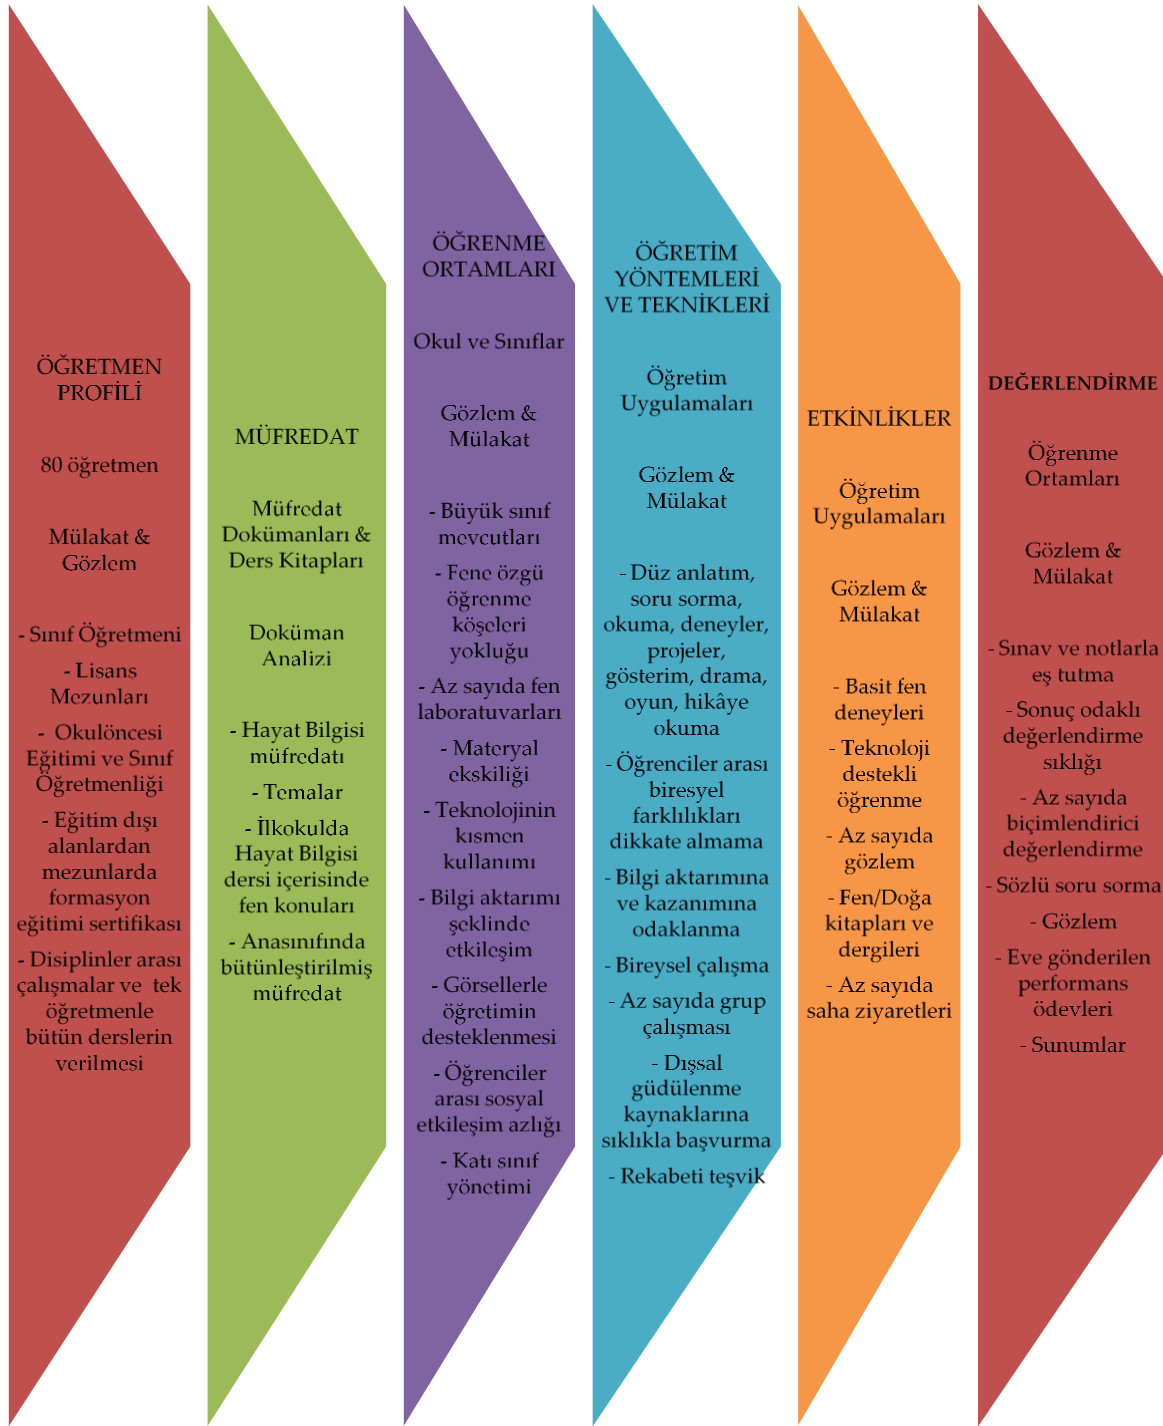 ÖĞRETMEN
PROFİLİ
80 öğretmen
Mülakat &
Gözlem
- Sınıf Öğretmeni
- Lisans
Mezunları
- Okulöncesi
Eğitimi ve Sınıf
Öğretmenliği
- Eğitim dışı
alanlardan
mezunlarda
formasyon
eğitimi sertifikası
- Disiplinler arası
çalışmalar ve tek
öğretmenle
bütün derslerin
verilmesi
MÜFREDAT
Müfredat
Dokümanları &
Ders Kitapları
Doküman
Analizi
- Hayat Bilgisi
müfredatı
- Temalar
- İlkokulda
Hayat Bilgisi
dersi içerisinde
fen konuları
- Anasınıfında
bütünleştirilmiş
müfredat
ÖĞRENME
ORTAMLARI
Okul ve Sınıflar
Gözlem &
Mülakat
- Büyük sınıf
mevcutları
- Fene özgü
öğrenme
köşeleri
yokluğu
- Az sayıda fen
laboratuvarları
- Materyal
ekskiliği
- Teknolojinin
kısmen
kullanımı
- Bilgi aktarımı
şeklinde
etkileşim
- Görsellerle
öğretimin
desteklenmesi
- Öğrenciler
arası sosyal
etkileşim azlığı
- Katı sınıf
yönetimi
ÖĞRETİM
YÖNTEMLERİ
VE TEKNİKLERİ
Öğretim
Uygulamaları
Gözlem &
Mülakat
- Düz anlatım,
soru sorma,
okuma, deneyler,
projeler,
gösterim, drama,
oyun, hikâye
okuma
- Öğrenciler arası
biresyel
farklılıkları
dikkate almama
- Bilgi aktarımına
ve kazanımına
odaklanma
- Bireysel çalışma
- Az sayıda grup
çalışması
- Dışsal
güdülenme
kaynaklarına
sıklıkla başvurma
- Rekabeti teşvik
ETKİNLİKLER
Öğretim
Uygulamaları
Gözlem &
Mülakat
- Basit fen
deneyleri
- Teknoloji
destekli
öğrenme
- Az sayıda
gözlem
- Fen/Doğa
kitapları ve
dergileri
- Az sayıda
saha ziyaretleri
DEĞERLENDİRME
Öğrenme
Ortamları
Gözlem &
Mülakat
- Sınav ve notlarla
eş tutma
- Sonuç odaklı
değerlendirme
sıklığı
- Az sayıda
biçimlendirici
değerlendirme
- Sözlü soru sorma
- Gözlem
- Eve gönderilen
performans
ödevleri
- Sunumlar